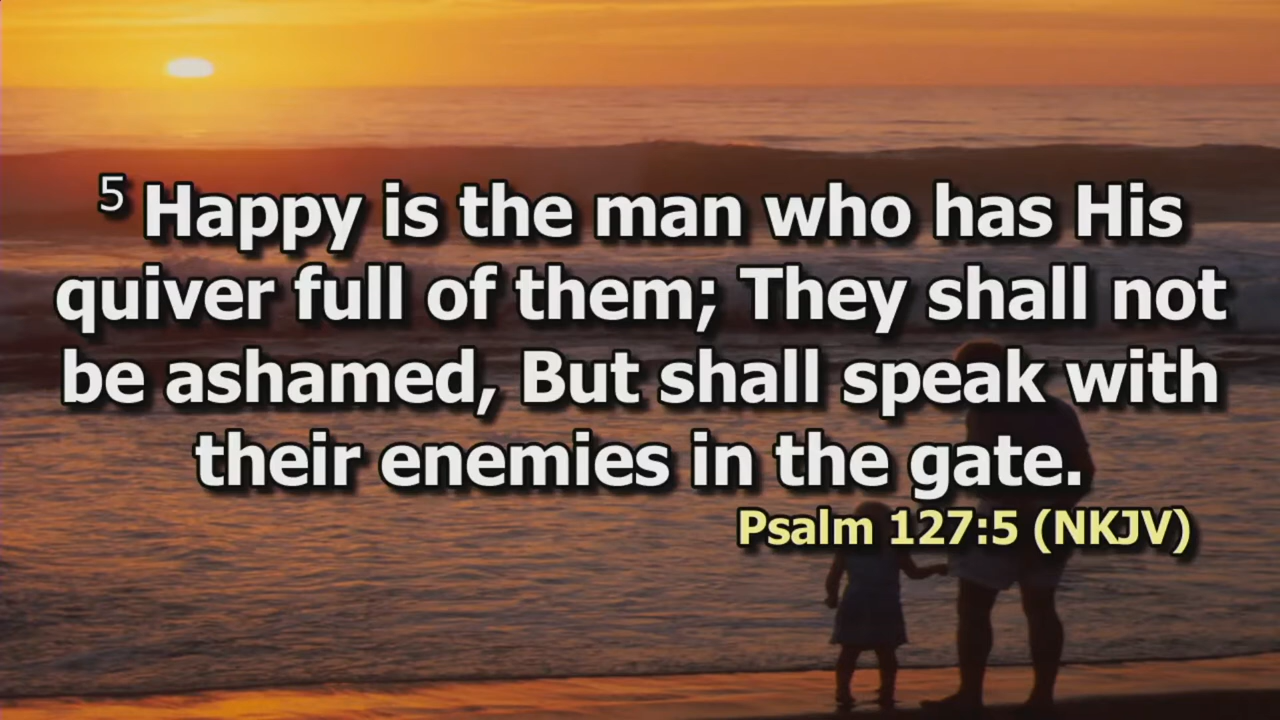 5 Happy is the man who has His
quiver full of them; They shall not
be ashamed, But shall speak with
their enemies in the gate.
Psalm 127:5 (NKJV)